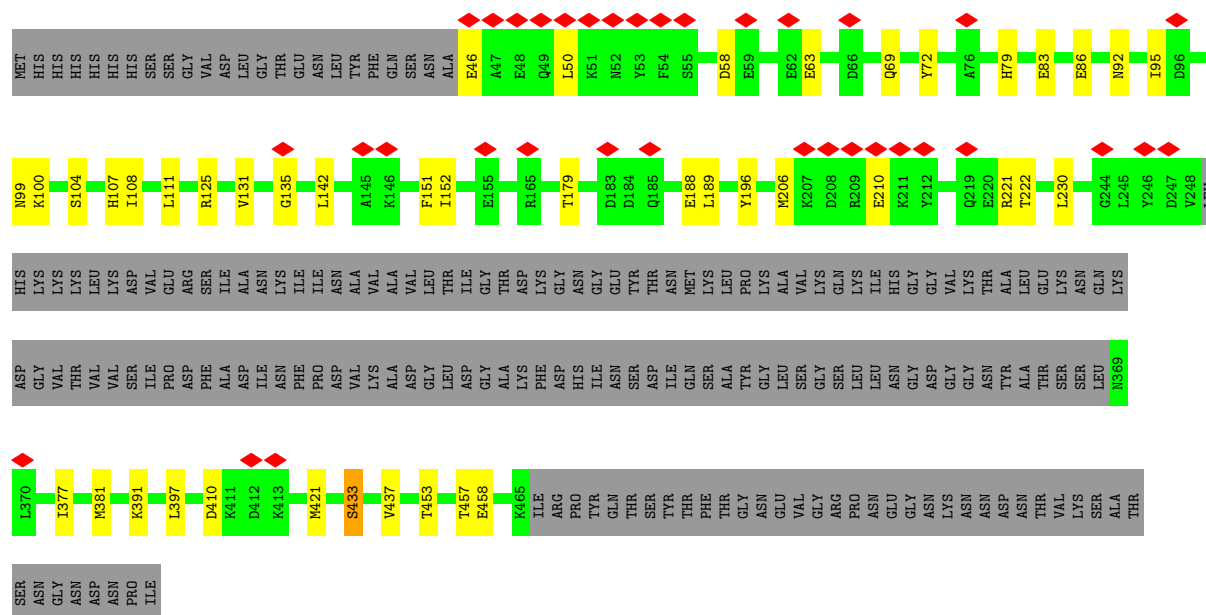 MET HIS HIS HIS HIS HIS HIS SER SER GLY VAL ASP LEU GLY THR GLU ASN LEU TYR PHE GLN SER ASN ALA E46 A47 E48 Q49 L50 K51 N52 Y53 F54 S55 D58 E59 E62 E63 D66 Q69 Y72 A76 H79 E83 E86 N92 I95 D96
N99 K100 S104 H107 I108 L111 R125 V131 G135 L142 A145 K146 F151 I152 E155 R165 T179 D183 D184 Q185 E188 L189 Y196 M206 K207 D208 R209 E210 K211 Y212 Q219 E220 R221 T222 L230 G244 L245 Y246 D247 V248
HIS LYS LYS LYS LEU LYS ASP VAL GLU ARG SER ILE ALA ASN LYS ILE ILE ASN ALA VAL ALA VAL LEU THR ILE GLY THR ASP LYS GLY ASN GLY GLU TYR THR ASN MET LYS LEU PRO LYS ALA VAL LYS GLN LYS ILE HIS GLY GLY VAL LYS THR ALA LEU GLU LYS ASN GLN LYS
ASP GLY VAL THR VAL VAL SER ILE PRO ASP PHE ALA ASP ILE ASN PHE PRO ASP VAL LYS ALA ASP GLY LEU ASP GLY ALA LYS PHE ASP HIS ILE ASN SER ASP ILE GLN SER ALA TYR GLY LEU SER GLY SER LEU LEU ASN GLY ASP GLY GLY ASN TYR ALA THR SER SER LEU N369
L370 I377 M381 K391 L397 D410 K411 D412 K413 M421 S433 V437 T453 T457 E458 K465 ILE ARG PRO TYR GLN THR SER TYR THR THR PHE THR GLY ASN GLU VAL GLY ARG PRO ASN GLU GLY ASN LYS ASN ASN ASP ASN THR VAL LYS SER ALA THR
SER ASN GLY ASN ASP ASN PRO ILE